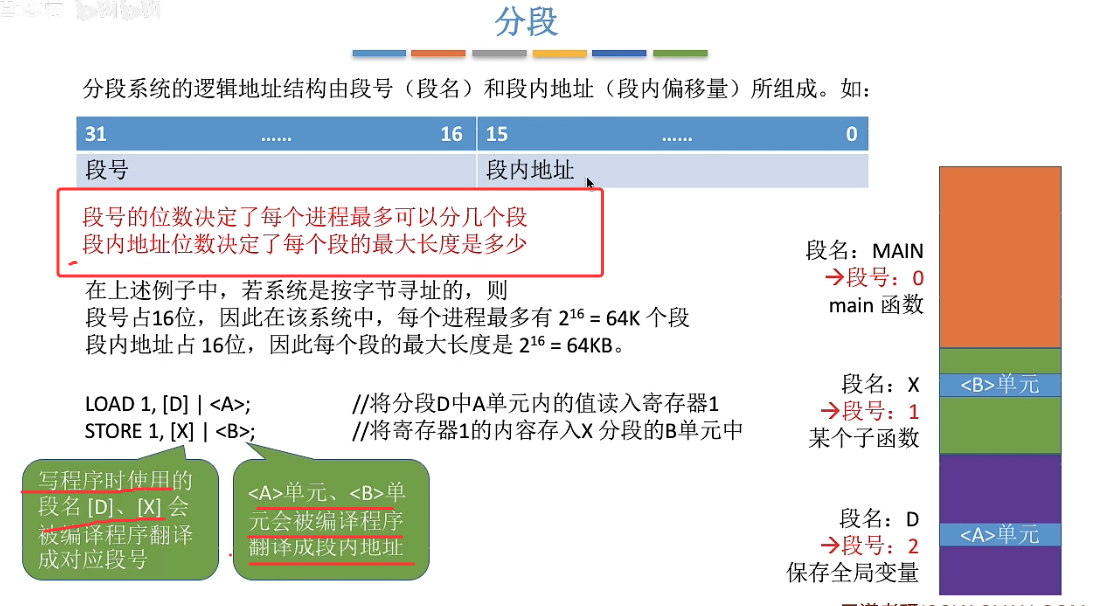 分段
分段系统的逻辑地址结构由段号（段名）和段内地址（段内偏移量）所组成。如：
31 …… 16 15 …… 0
段号 段内地址
段号的位数决定了每个进程最多可以分几个段
段内地址位数决定了每个段的最大长度是多少
在上述例子中，若系统是按字节寻址的，则
段号占16位，因此在该系统中，每个进程最多有 2¹⁶ = 64K 个段
段内地址占 16位，因此每个段的最大长度是 2¹⁶ = 64KB。
LOAD 1, [D] | <A>; //将分段D中A单元内的值读入寄存器1
STORE 1, [X] | <B>; //将寄存器1的内容存入X 分段的B单元中
写程序时使用的
段名 [D]、[X] 会
被编译程序翻译
成对应段号
<A>单元、<B>单
元会被编译程序
翻译成段内地址
段名：MAIN
→段号：0
main 函数
段名：X
→段号：1
某个子函数
<B>单元
段名：D
→段号：2
保存全局变量
<A>单元